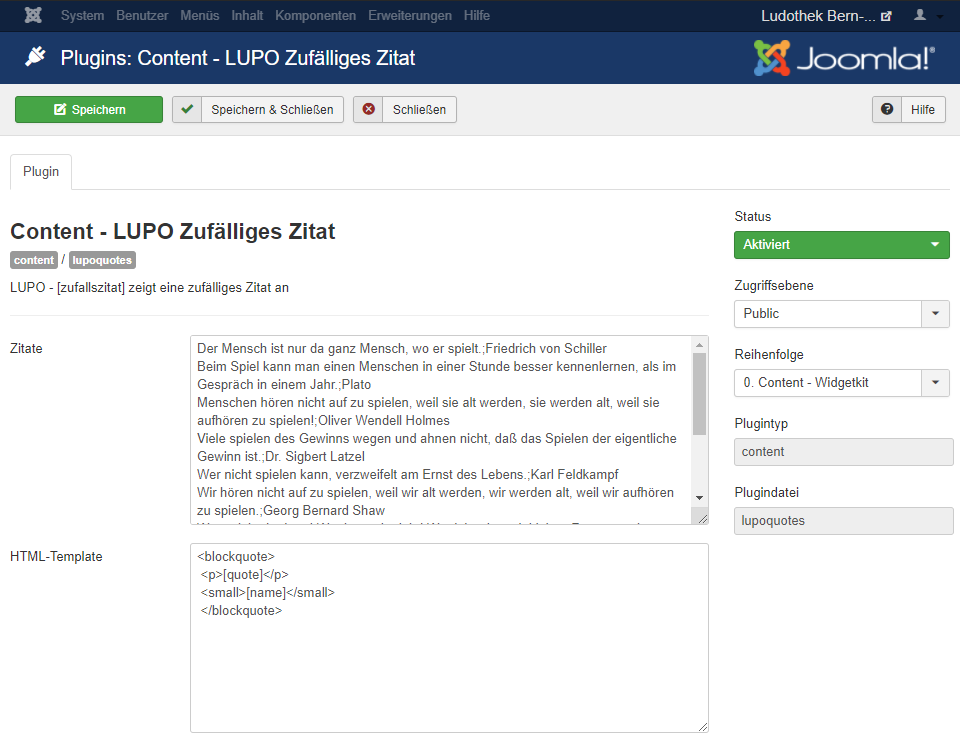 System Benutzer Menüs Inhalt Komponenten Erweiterungen Hilfe Ludothek Bern-...
Plugins: Content - LUPO Zufälliges Zitat Joomla!®
Speichern Speichern & Schließen Schließen Hilfe
Plugin
Content - LUPO Zufälliges Zitat
content / lupoquotes
LUPO - [zufallszitat] zeigt eine zufälliges Zitat an
Zitate
Der Mensch ist nur da ganz Mensch, wo er spielt.;Friedrich von Schiller
Beim Spiel kann man einen Menschen in einer Stunde besser kennenlernen, als im
Gespräch in einem Jahr.;Plato
Menschen hören nicht auf zu spielen, weil sie alt werden, sie werden alt, weil sie
aufhören zu spielen!;Oliver Wendell Holmes
Viele spielen des Gewinns wegen und ahnen nicht, daß das Spielen der eigentliche
Gewinn ist.;Dr. Sigbert Latzel
Wer nicht spielen kann, verzweifelt am Ernst des Lebens.;Karl Feldkampf
Wir hören nicht auf zu spielen, weil wir alt werden, wir werden alt, weil wir aufhören
zu spielen.;Georg Bernard Shaw
HTML-Template
<blockquote>
<p>[quote]</p>
<small>[name]</small>
</blockquote>
Status
Aktiviert
Zugriffsebene
Public
Reihenfolge
0. Content - Widgetkit
Plugintyp
content
Plugindatei
lupoquotes